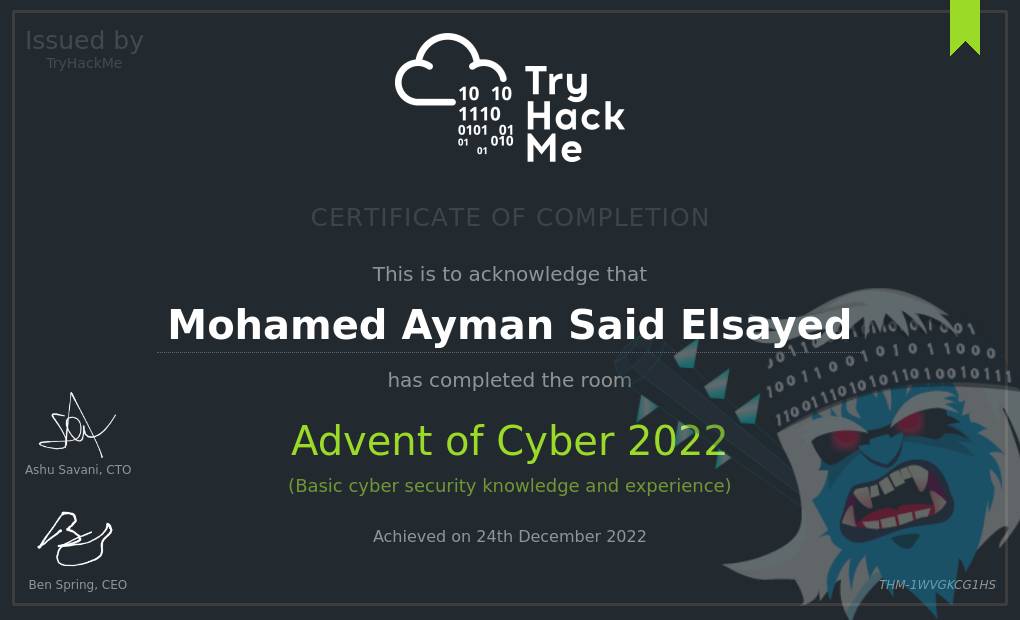 Issued by
TryHackMe
10 10
1110
0101 01
01 010
01
Try
Hack
Me
CERTIFICATE OF COMPLETION
This is to acknowledge that
Mohamed Ayman Said Elsayed
has completed the room
Advent of Cyber 2022
(Basic cyber security knowledge and experience)
Achieved on 24th December 2022
Ashu Savani, CTO
Ben Spring, CEO
THM-1WVGKCG1HS